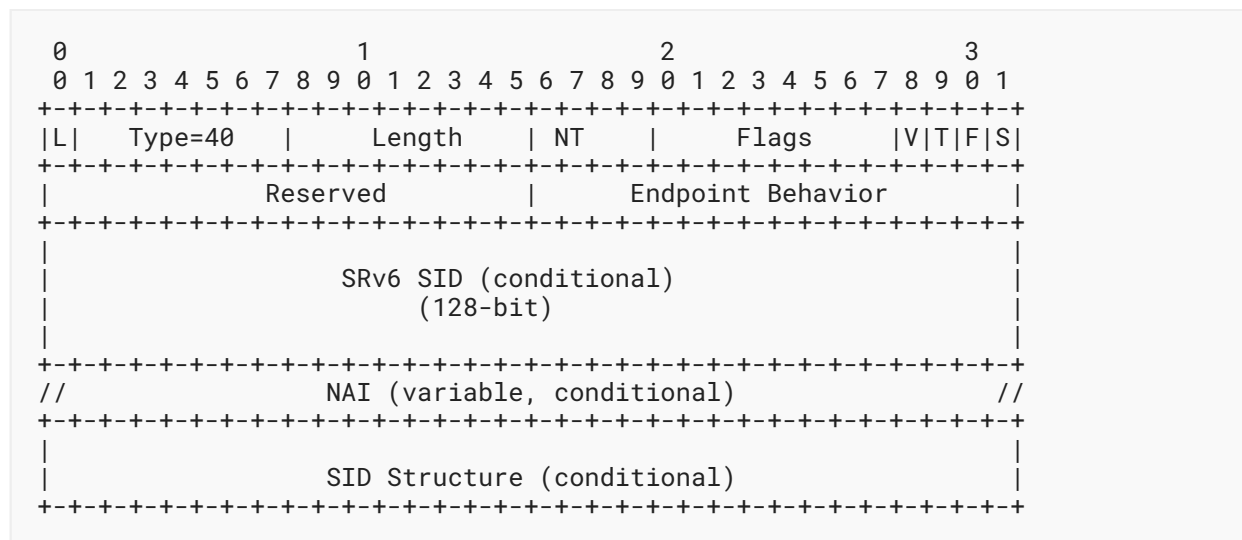 0                   1                   2                   3
 0 1 2 3 4 5 6 7 8 9 0 1 2 3 4 5 6 7 8 9 0 1 2 3 4 5 6 7 8 9 0 1
+-+-+-+-+-+-+-+-+-+-+-+-+-+-+-+-+-+-+-+-+-+-+-+-+-+-+-+-+-+-+-+-+
|L|   Type=40   |     Length    | NT    |     Flags     |V|T|F|S|
+-+-+-+-+-+-+-+-+-+-+-+-+-+-+-+-+-+-+-+-+-+-+-+-+-+-+-+-+-+-+-+-+
|              Reserved         |      Endpoint Behavior        |
+-+-+-+-+-+-+-+-+-+-+-+-+-+-+-+-+-+-+-+-+-+-+-+-+-+-+-+-+-+-+-+-+
|                                                               |
|                   SRv6 SID (conditional)                      |
|                        (128-bit)                              |
|                                                               |
+-+-+-+-+-+-+-+-+-+-+-+-+-+-+-+-+-+-+-+-+-+-+-+-+-+-+-+-+-+-+-+-+
//                 NAI (variable, conditional)                 //
+-+-+-+-+-+-+-+-+-+-+-+-+-+-+-+-+-+-+-+-+-+-+-+-+-+-+-+-+-+-+-+-+
|                                                               |
|                  SID Structure (conditional)                  |
+-+-+-+-+-+-+-+-+-+-+-+-+-+-+-+-+-+-+-+-+-+-+-+-+-+-+-+-+-+-+-+-+